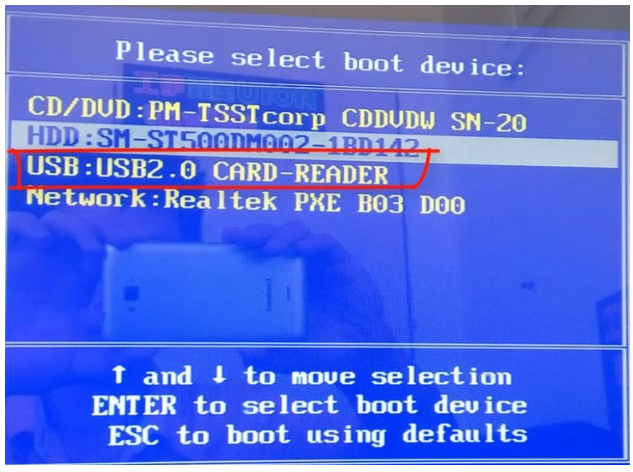 Please select boot device:
CD/DVD:PM-TSSTcorp CDDVDW SN-20
HDD:SM-ST500DM002-1BD142
USB:USB2.0 CARD-READER
Network:Realtek PXE B03 D00
↑ and ↓ to move selection
ENTER to select boot device
ESC to boot using defaults